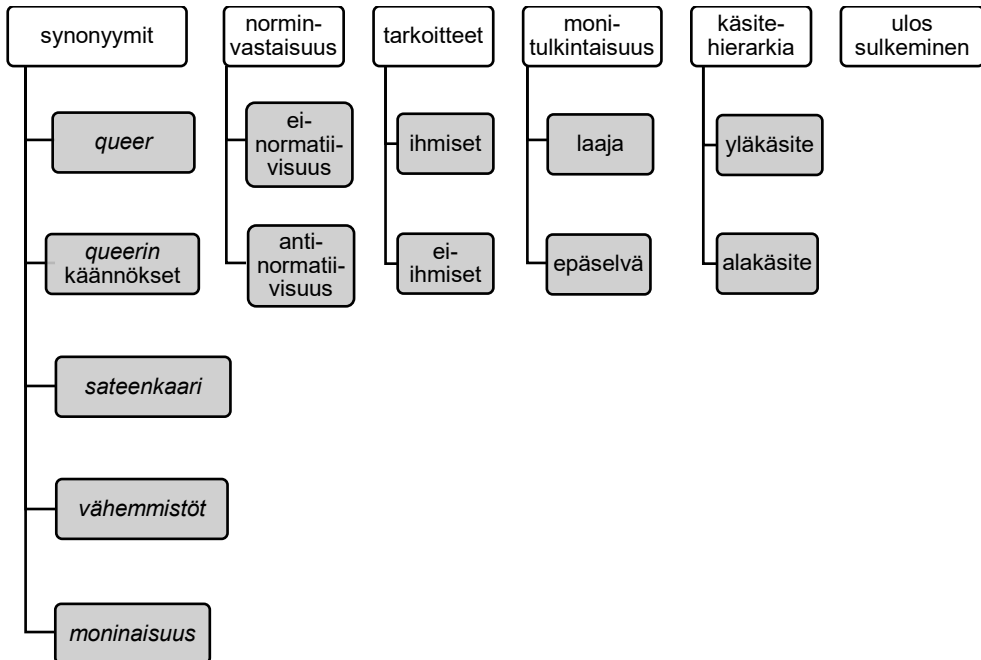 synonyymit
normin-
vastaisuus
tarkoitteet
moni-
tulkintaisuus
käsite-
hierarkia
ulos
sulkeminen
queer
ei-
normatii-
visuus
ihmiset
laaja
yläkäsite
queerin
käännökset
anti-
normatii-
visuus
ei-
ihmiset
epäselvä
alakäsite
sateenkaari
vähemmistöt
moninaisuus